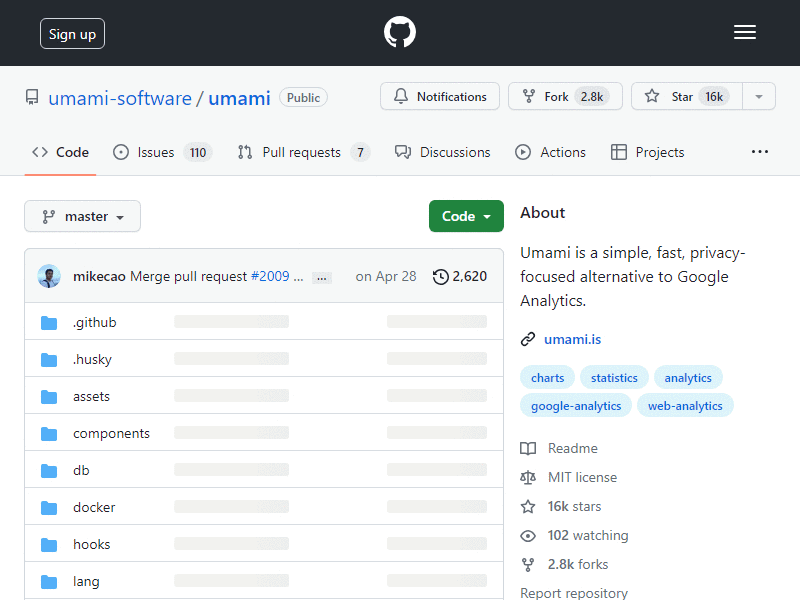 Sign up
umami-software / umami Public
Notifications Fork 2.8k Star 16k
Code Issues 110 Pull requests 7 Discussions Actions Projects ...
master Code
mikecao Merge pull request #2009 ... ... on Apr 28 2,620
.github
.husky
assets
components
db
docker
hooks
lang
About
Umami is a simple, fast, privacy-
focused alternative to Google
Analytics.
umami.is
charts statistics analytics
google-analytics web-analytics
Readme
MIT license
16k stars
102 watching
2.8k forks
Report repository